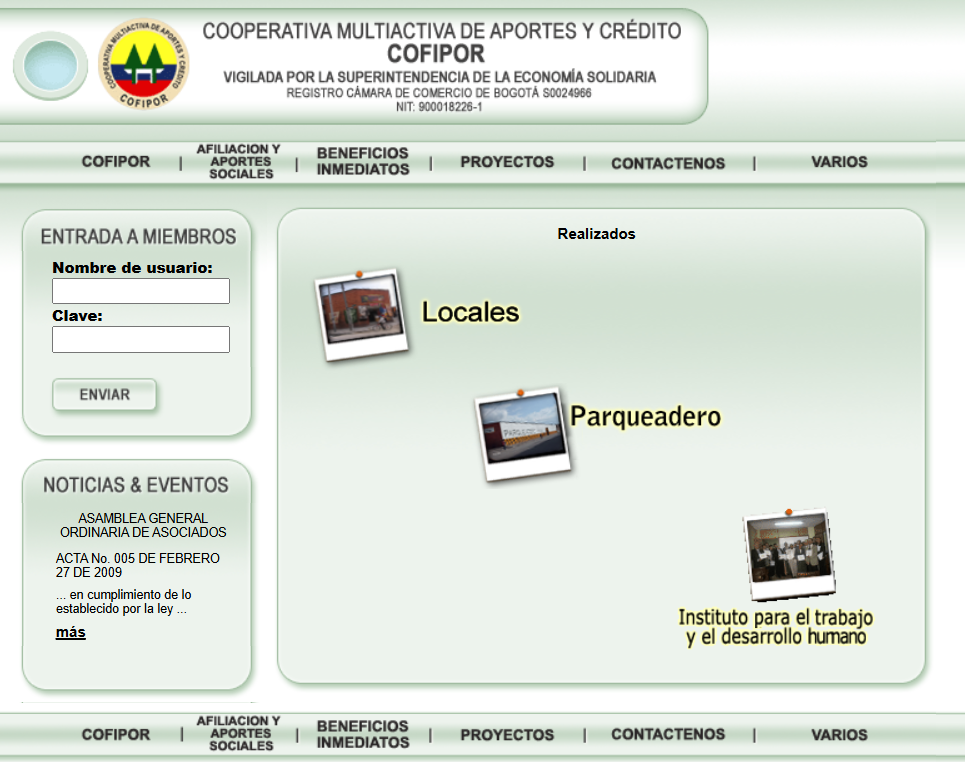 COOPERATIVA MULTIACTIVA DE APORTES Y CRÉDITO
COFIPOR
COOPERATIVA MULTIACTIVA DE APORTES Y CRÉDITO
COFIPOR
VIGILADA POR LA SUPERINTENDENCIA DE LA ECONOMÍA SOLIDARIA
REGISTRO CÁMARA DE COMERCIO DE BOGOTÁ S0024966
NIT: 900018226-1
COFIPOR | AFILIACION Y APORTES SOCIALES | BENEFICIOS INMEDIATOS | PROYECTOS | CONTACTENOS | VARIOS
ENTRADA A MIEMBROS
Nombre de usuario:
Clave:
ENVIAR
NOTICIAS & EVENTOS
ASAMBLEA GENERAL
ORDINARIA DE ASOCIADOS
ACTA No. 005 DE FEBRERO
27 DE 2009
... en cumplimiento de lo
establecido por la ley ...
más
Realizados
Locales
Parqueadero
Instituto para el trabajo
y el desarrollo humano
COFIPOR | AFILIACION Y APORTES SOCIALES | BENEFICIOS INMEDIATOS | PROYECTOS | CONTACTENOS | VARIOS